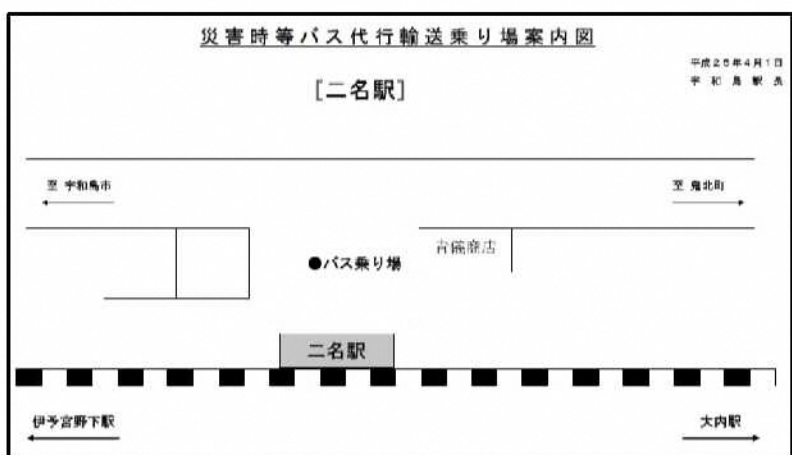 災害時等バス代行輸送乗り場案内図
平成26年4月1日
宇和島駅長
[二名駅]
至 宇和島市
至 鬼北町
●バス乗り場
商店
二名駅
伊予宮野下駅
大内駅